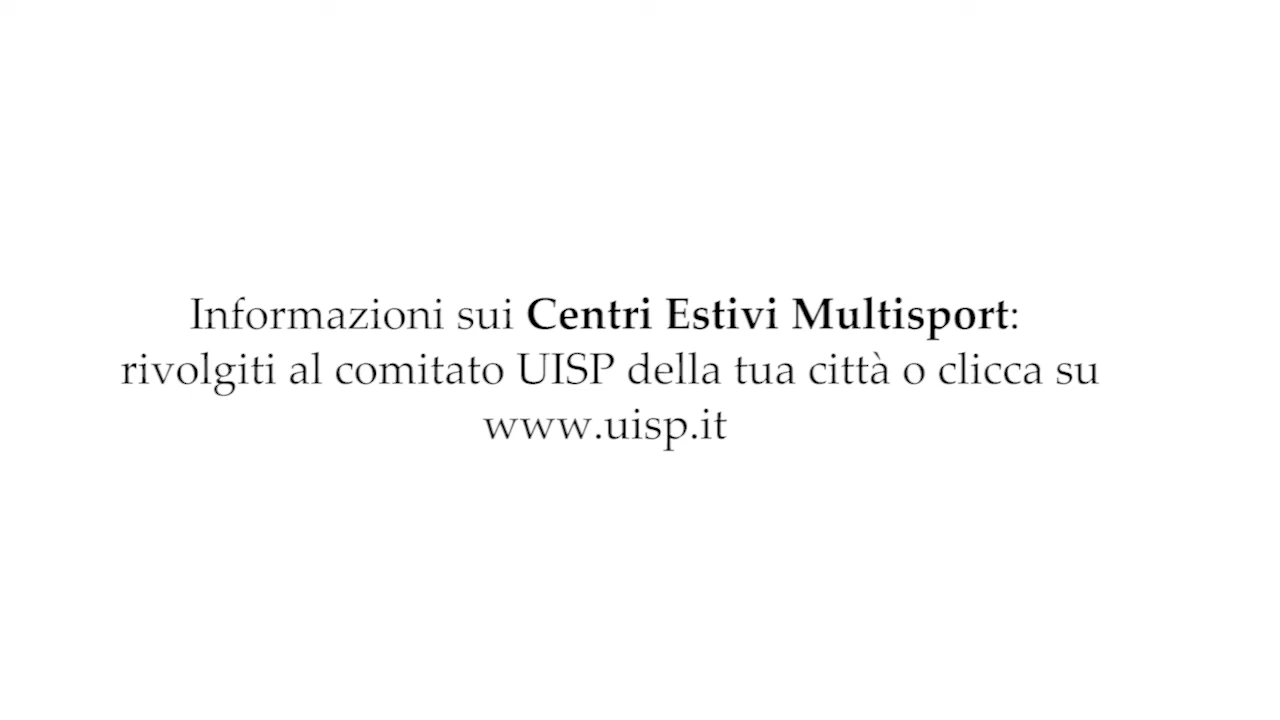 Informazioni sui Centri Estivi Multisport:
rivolgiti al comitato UISP della tua città o clicca su
www.uisp.it